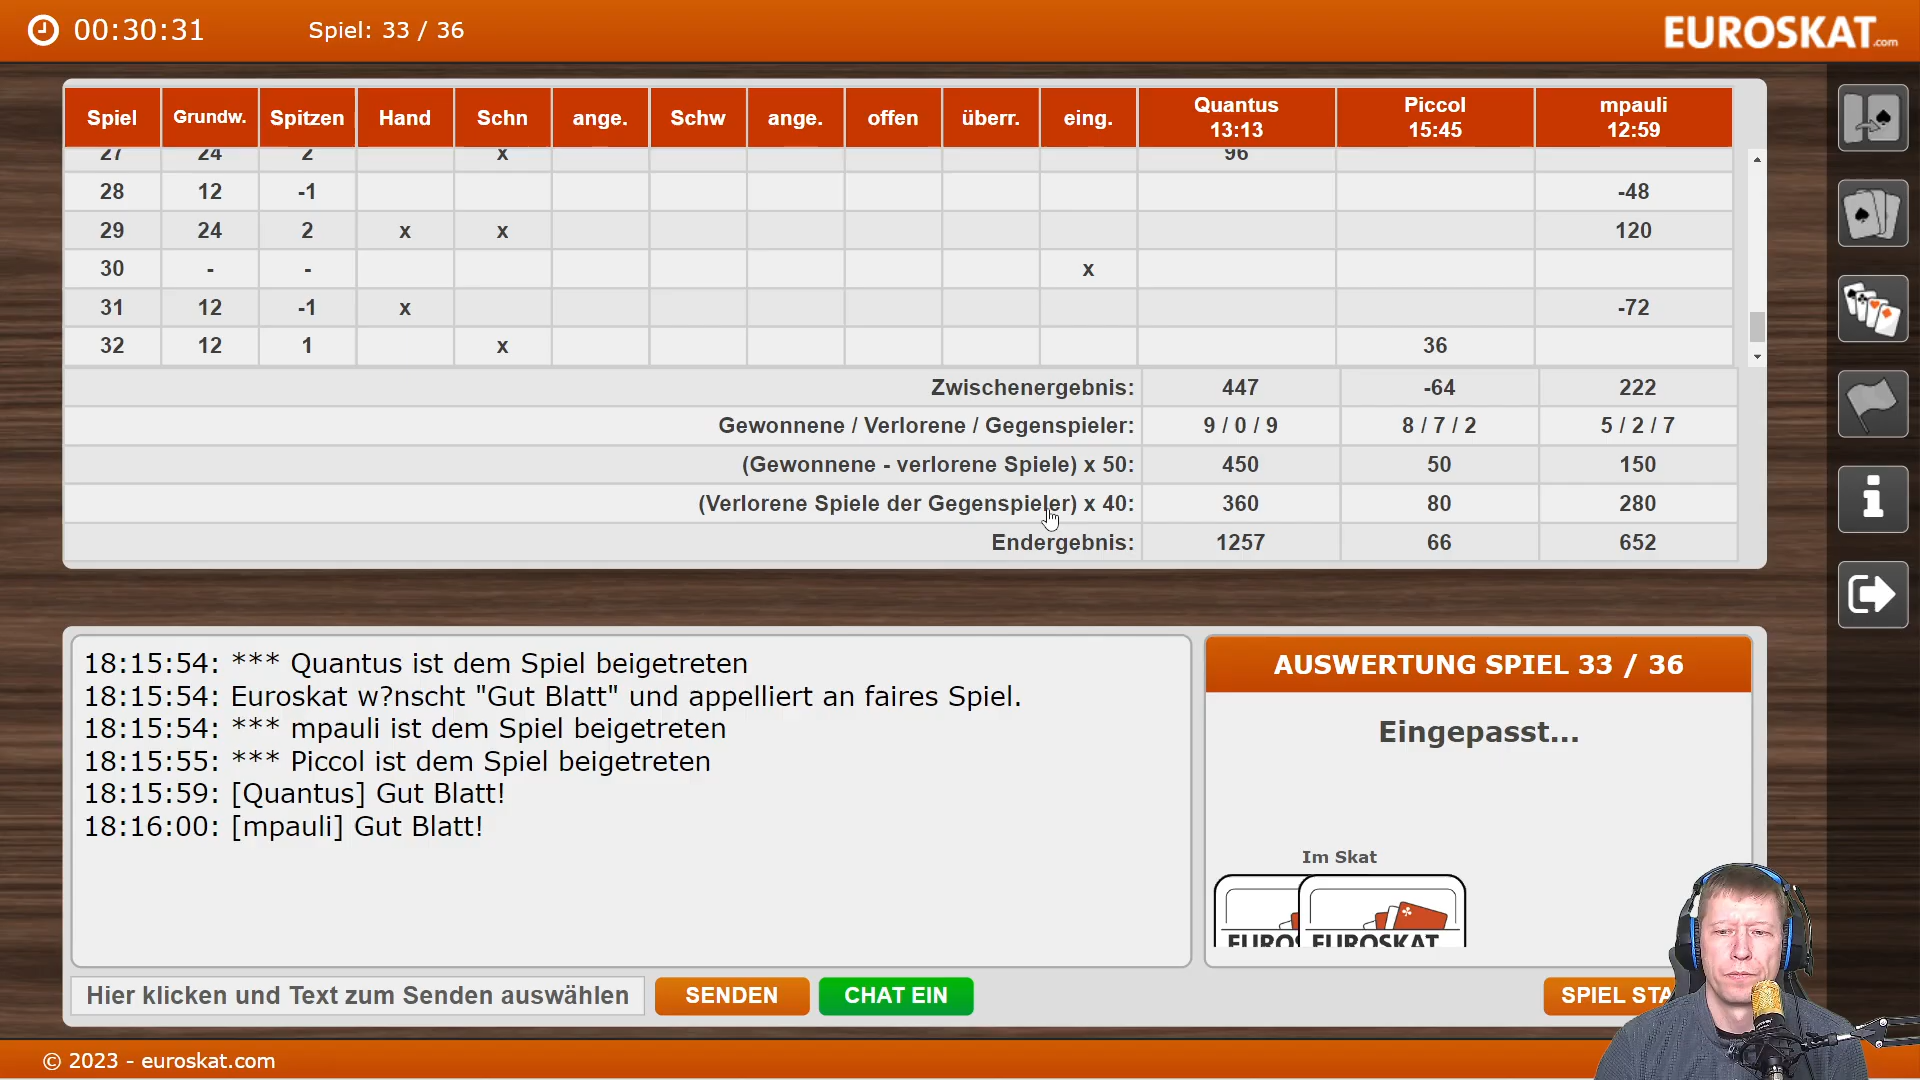 00:30:31 Spiel: 33 / 36 EUROSKAT.com
Spiel Grundw. Spitzen Hand Schn ange. Schw ange. offen überr. eing. Quantus 13:13 Piccol 15:45 mpauli 12:59
27 24 2 x 96
28 12 -1 -48
29 24 2 x x 120
30 - - x
31 12 -1 x -72
32 12 1 x 36
Zwischenergebnis: 447 -64 222
Gewonnene / Verlorene / Gegenspieler: 9 / 0 / 9 8 / 7 / 2 5 / 2 / 7
(Gewonnene - verlorene Spiele) x 50: 450 50 150
(Verlorene Spiele der Gegenspieler) x 40: 360 80 280
Endergebnis: 1257 66 652
18:15:54: *** Quantus ist dem Spiel beigetreten
18:15:54: Euroskat w?nscht "Gut Blatt" und appelliert an faires Spiel.
18:15:54: *** mpauli ist dem Spiel beigetreten
18:15:55: *** Piccol ist dem Spiel beigetreten
18:15:59: [Quantus] Gut Blatt!
18:16:00: [mpauli] Gut Blatt!
AUSWERTUNG SPIEL 33 / 36
Eingepasst...
Im Skat
EUROSKAT
Hier klicken und Text zum Senden auswählen SENDEN CHAT EIN SPIEL
© 2023 - euroskat.com